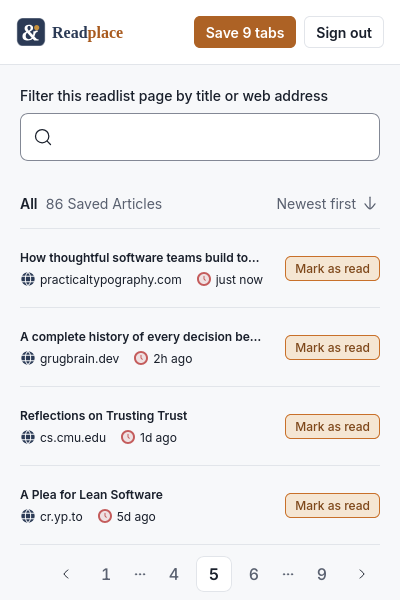 & Readplace
Save 9 tabs
Sign out
Filter this readlist page by title or web address
All 86 Saved Articles
Newest first
How thoughtful software teams build to...
practicaltypography.com just now
Mark as read
A complete history of every decision be...
grugbrain.dev 2h ago
Mark as read
Reflections on Trusting Trust
cs.cmu.edu 1d ago
Mark as read
A Plea for Lean Software
cr.yp.to 5d ago
Mark as read
1 ... 4 5 6 ... 9